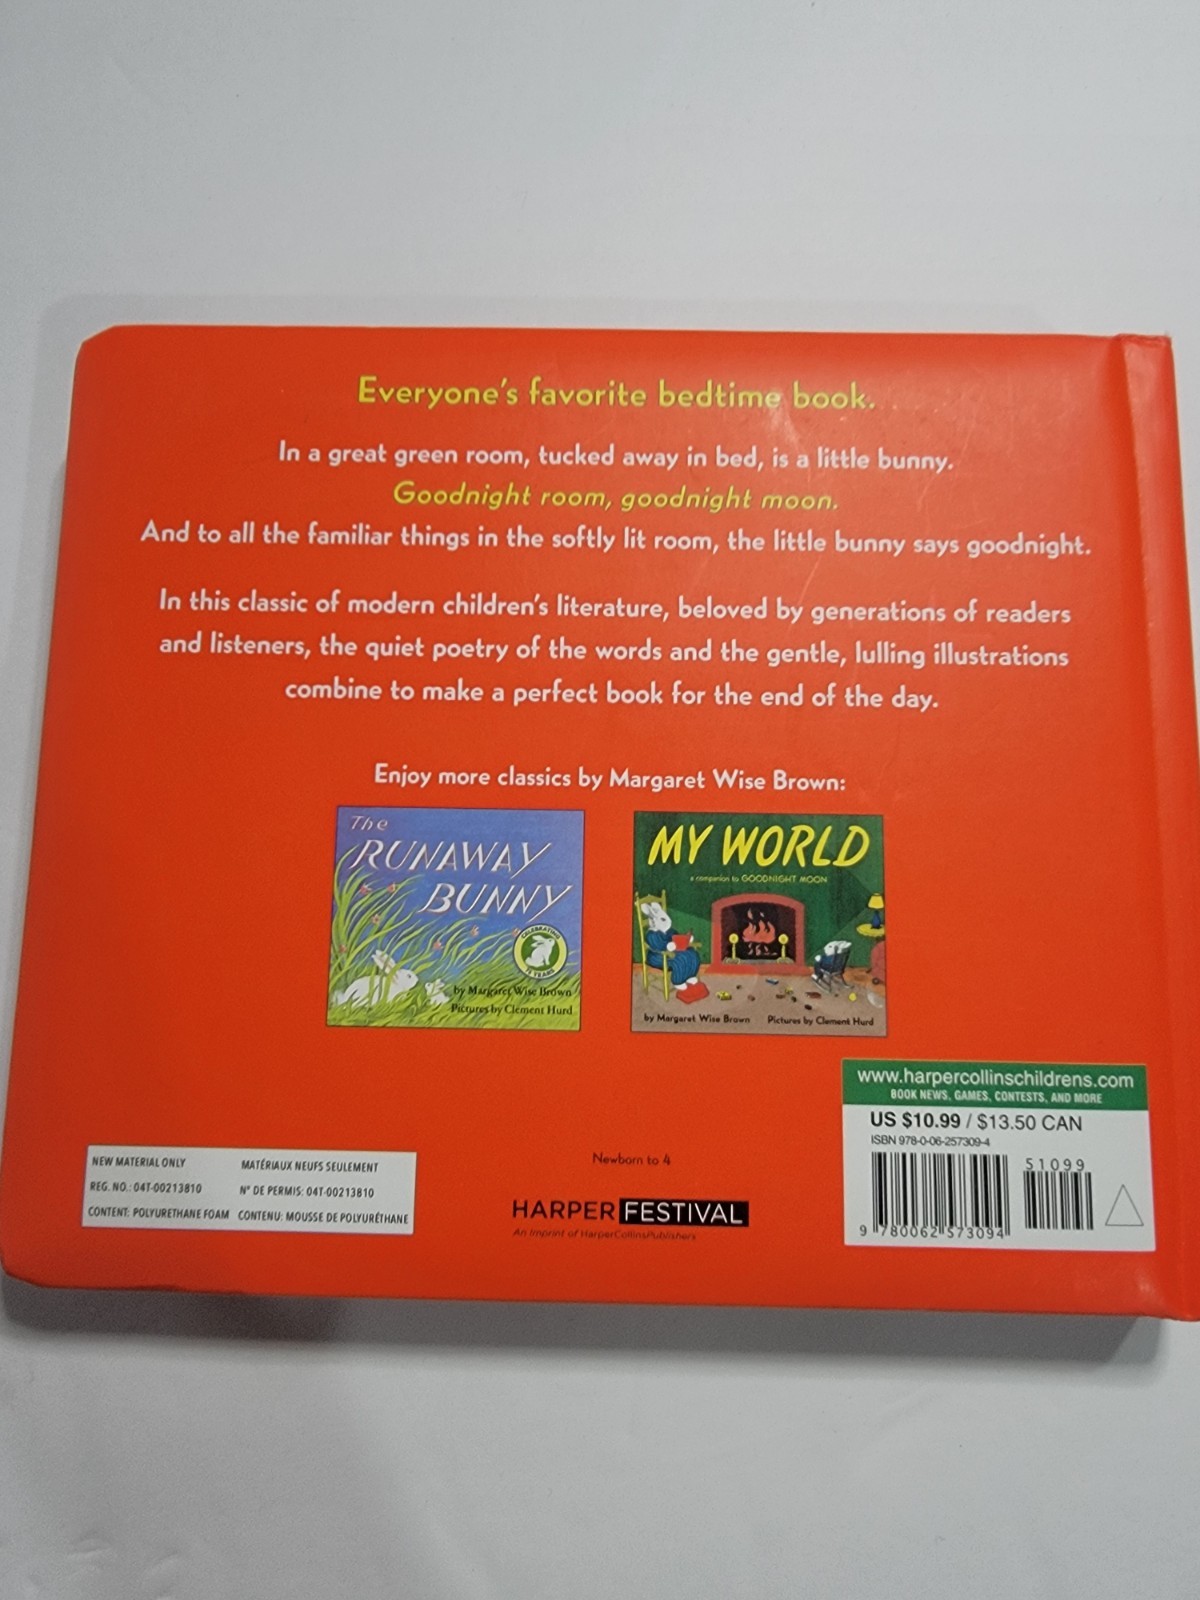 Everyone's favorite bedtime book.
In a great green room, tucked away in bed, is a little bunny.
Goodnight room, goodnight moon.
And to all the familiar things in the softly lit room, the little bunny says goodnight.
In this classic of modern children's literature, beloved by generations of readers
and listeners, the quiet poetry of the words and the gentle, lulling illustrations
combine to make a perfect book for the end of the day.
Enjoy more classics by Margaret Wise Brown:
The
RUNAWAY
BUNNY
CELEBRATING
75 YEARS
by Margaret Wise Brown
Pictures by Clement Hurd
MY WORLD
a companion to GOODNIGHT MOON
by Margaret Wise Brown Pictures by Clement Hurd
www.harpercollinschildrens.com
BOOK NEWS, GAMES, CONTESTS, AND MORE
US $10.99 / $13.50 CAN
ISBN 978-0-06-257309-4
51099
9 780062 573094
Newborn to 4
HARPER FESTIVAL
An Imprint of HarperCollinsPublishers
NEW MATERIAL ONLY MATÉRIAUX NEUFS SEULEMENT
REG. NO.: 04T-00213810 N° DE PERMIS: 04T-00213810
CONTENT: POLYURETHANE FOAM CONTENU: MOUSSE DE POLYURÉTHANE